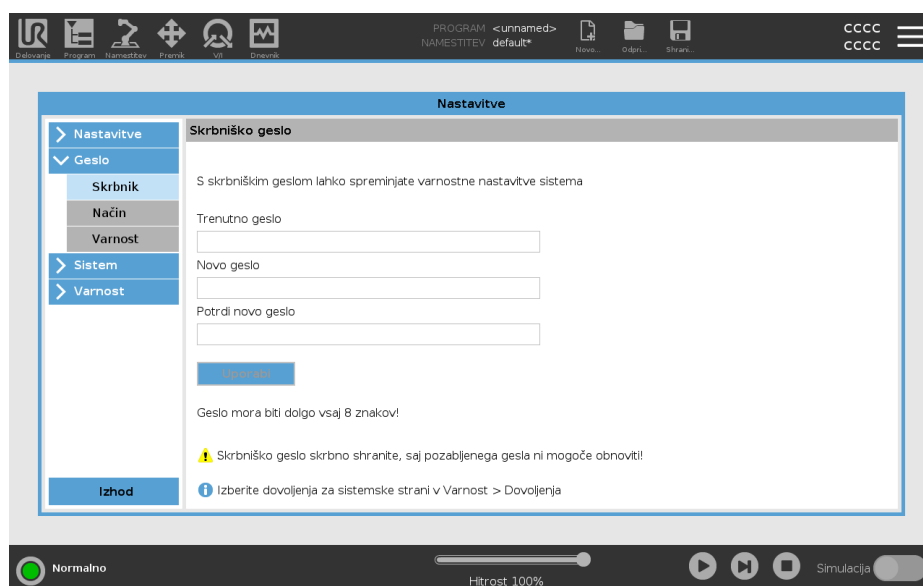 PROGRAM <unnamed>
NAMESTITEV default*
CCCC
CCCC
Delovanje Program Namestitev Premik V/I Dnevnik Novo... Odpri... Shrani...
Nastavitve
Nastavitve
Geslo
Skrbnik
Način
Varnost
Sistem
Varnost
Izhod
Skrbniško geslo
S skrbniškim geslom lahko spreminjate varnostne nastavitve sistema
Trenutno geslo
Novo geslo
Potrdi novo geslo
Uporabi
Geslo mora biti dolgo vsaj 8 znakov!
Skrbniško geslo skrbno shranite, saj pozabljenega gesla ni mogoče obnoviti!
Izberite dovoljenja za sistemske strani v Varnost > Dovoljenja
Normalno
Hitrost 100%
Simulacija